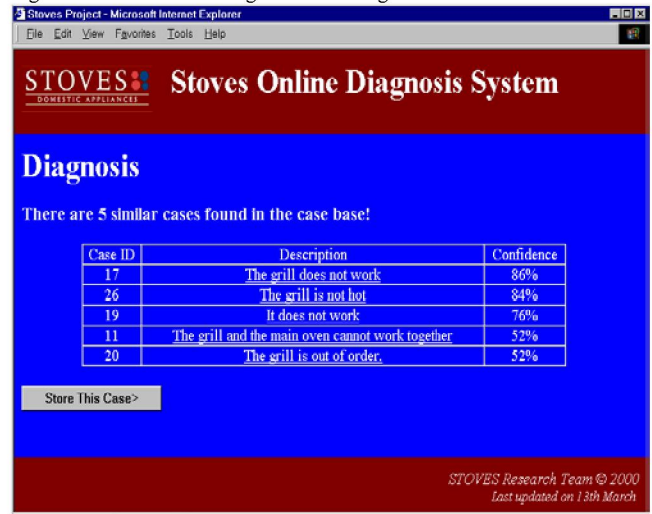 Stoves Project - Microsoft Internet Explorer
File Edit View Favorites Tools Help
STOVES
DOMESTIC APPLIANCES
Stoves Online Diagnosis System
Diagnosis
There are 5 similar cases found in the case base!
Case ID Description Confidence
17 The grill does not work 86%
26 The grill is not hot 84%
19 It does not work 76%
11 The grill and the main oven cannot work together 52%
20 The grill is out of order. 52%
Store This Case>
STOVES Research Team © 2000
Last updated on 13th March